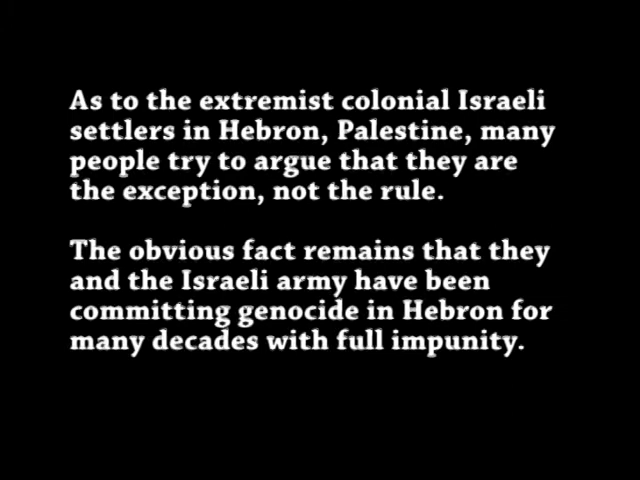 As to the extremist colonial Israeli
settlers in Hebron, Palestine, many
people try to argue that they are
the exception, not the rule.
The obvious fact remains that they
and the Israeli army have been
committing genocide in Hebron for
many decades with full impunity.